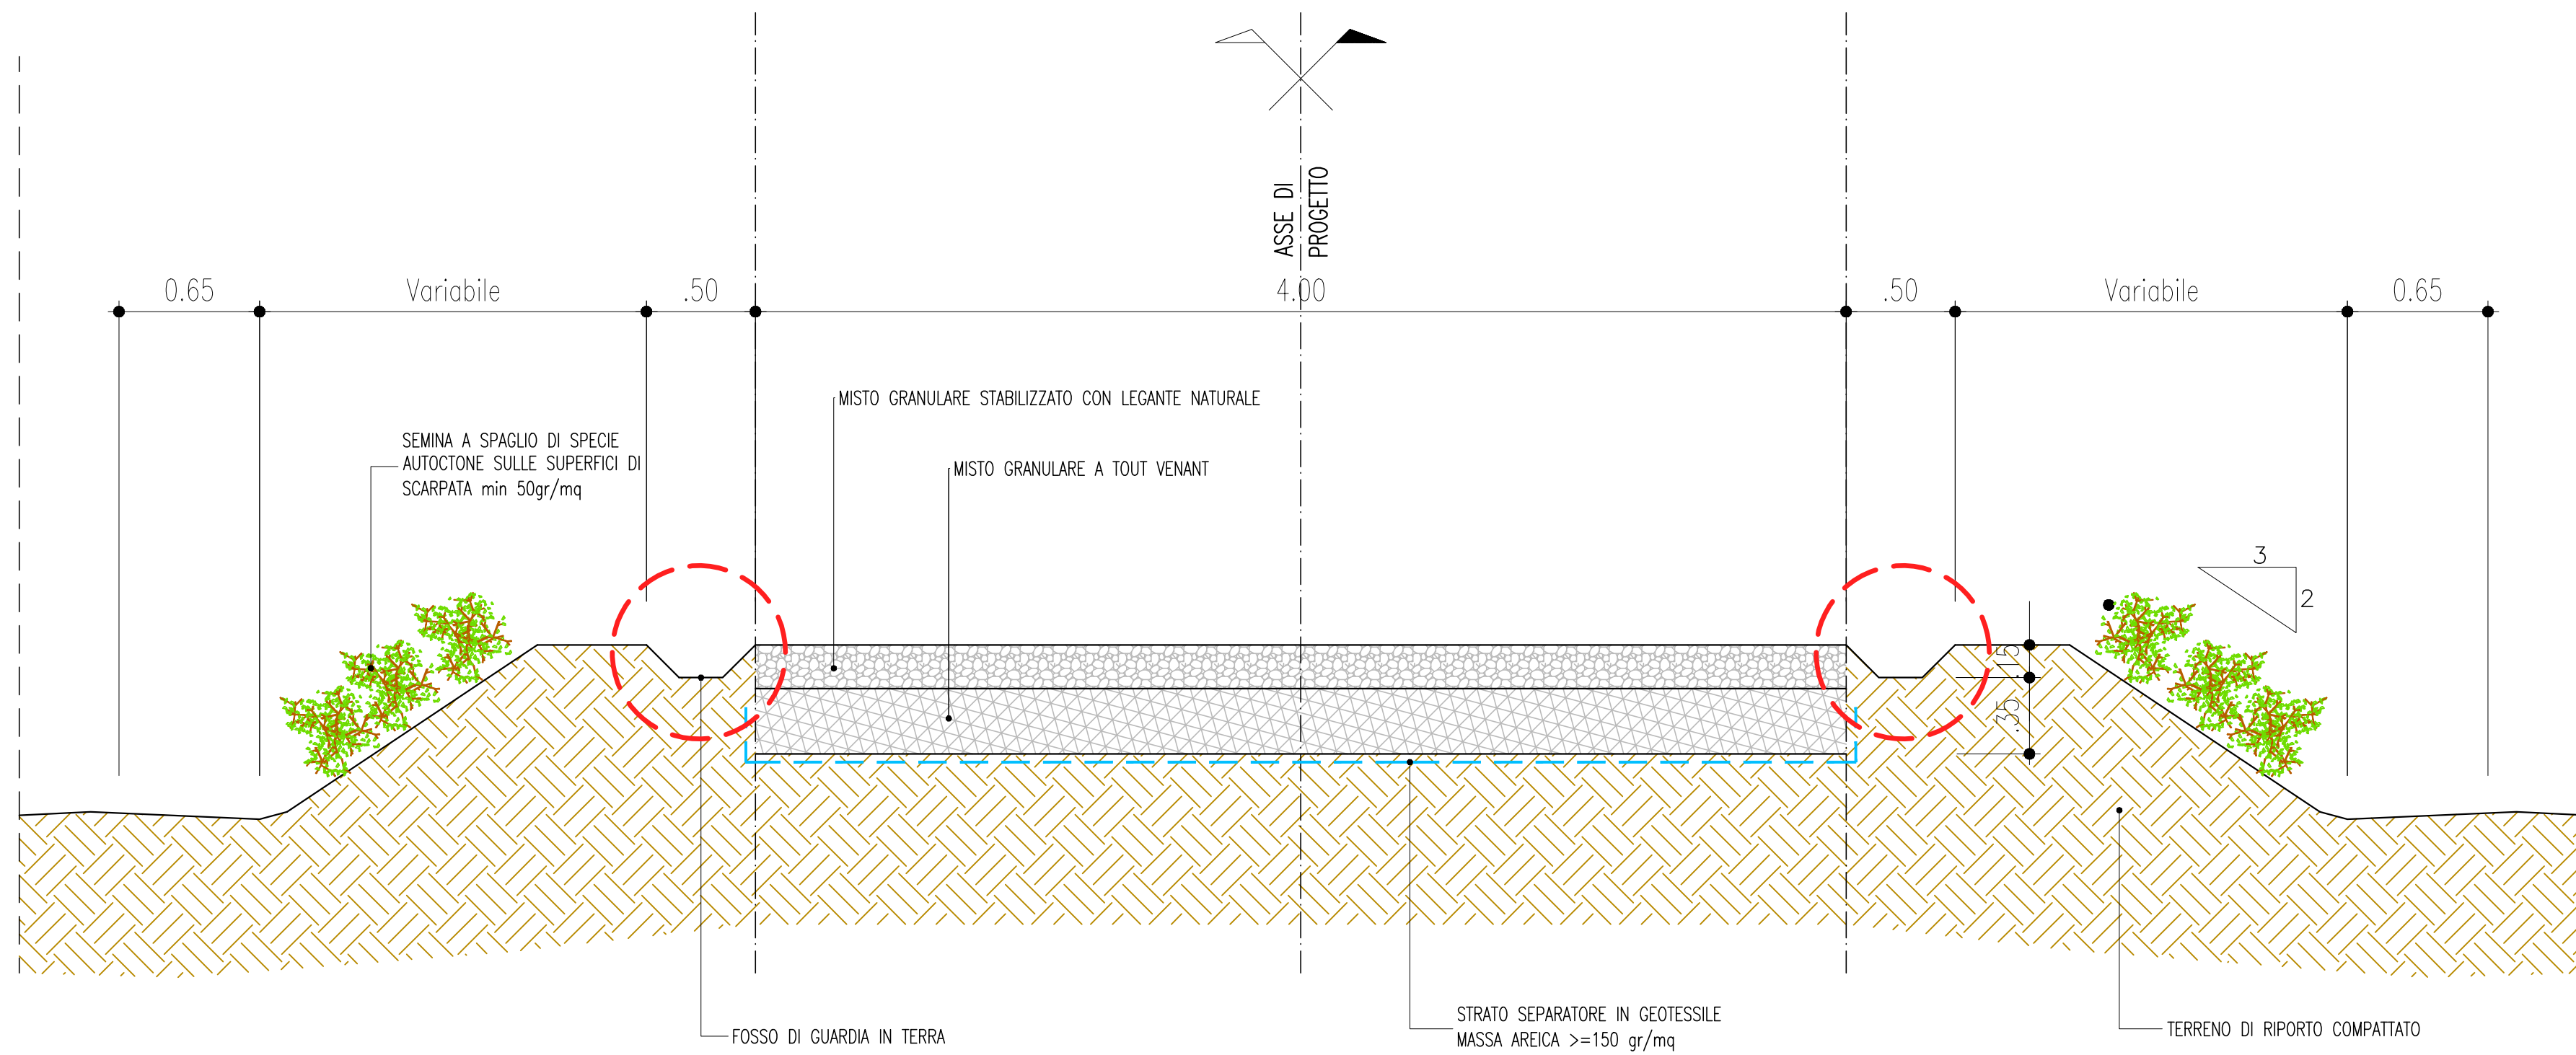 ASSE DI
PROGETTO
0.65
Variabile
.50
4.00
.50
Variabile
0.65
MISTO GRANULARE STABILIZZATO CON LEGANTE NATURALE
SEMINA A SPAGLIO DI SPECIE
AUTOCTONE SULLE SUPERFICI DI
SCARPATA min 50gr/mq
MISTO GRANULARE A TOUT VENANT
3
2
.15
.35
STRATO SEPARATORE IN GEOTESSILE
MASSA AREICA >=150 gr/mq
FOSSO DI GUARDIA IN TERRA
TERRENO DI RIPORTO COMPATTATO